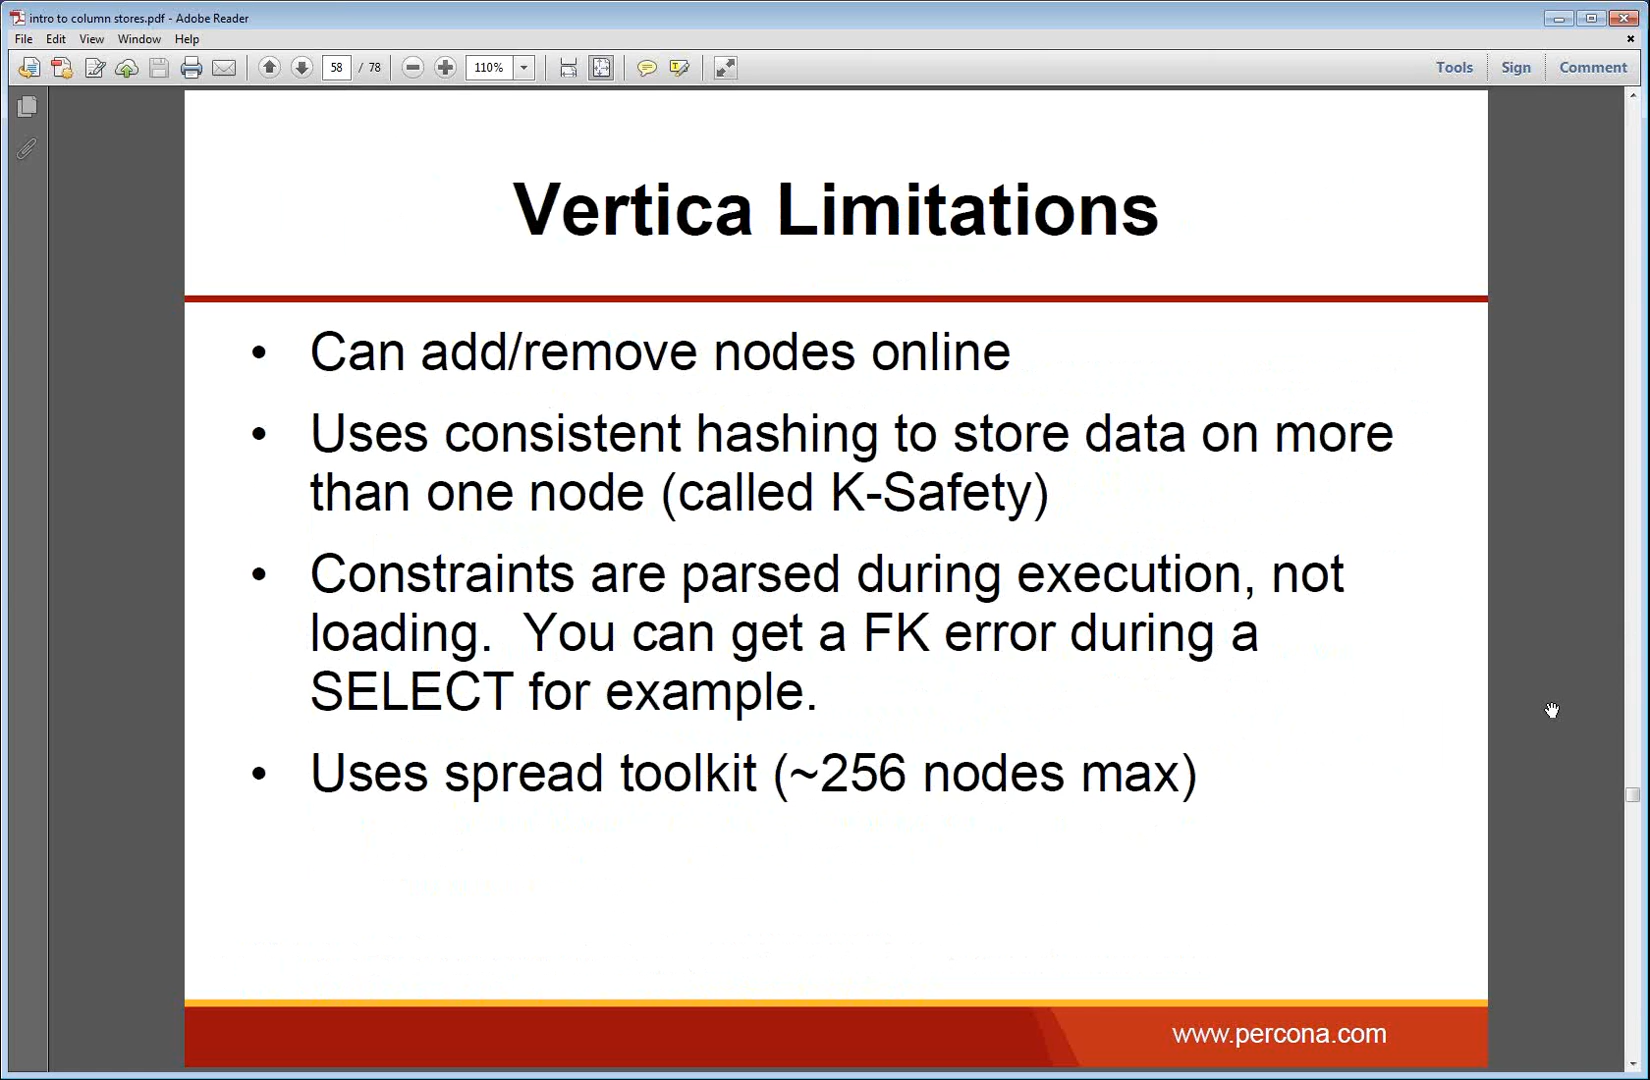 intro to column stores.pdf - Adobe Reader
File Edit View Window Help
58 / 78 110% Tools Sign Comment
Vertica Limitations
• Can add/remove nodes online
• Uses consistent hashing to store data on more
than one node (called K-Safety)
• Constraints are parsed during execution, not
loading.  You can get a FK error during a
SELECT for example.
• Uses spread toolkit (~256 nodes max)
www.percona.com